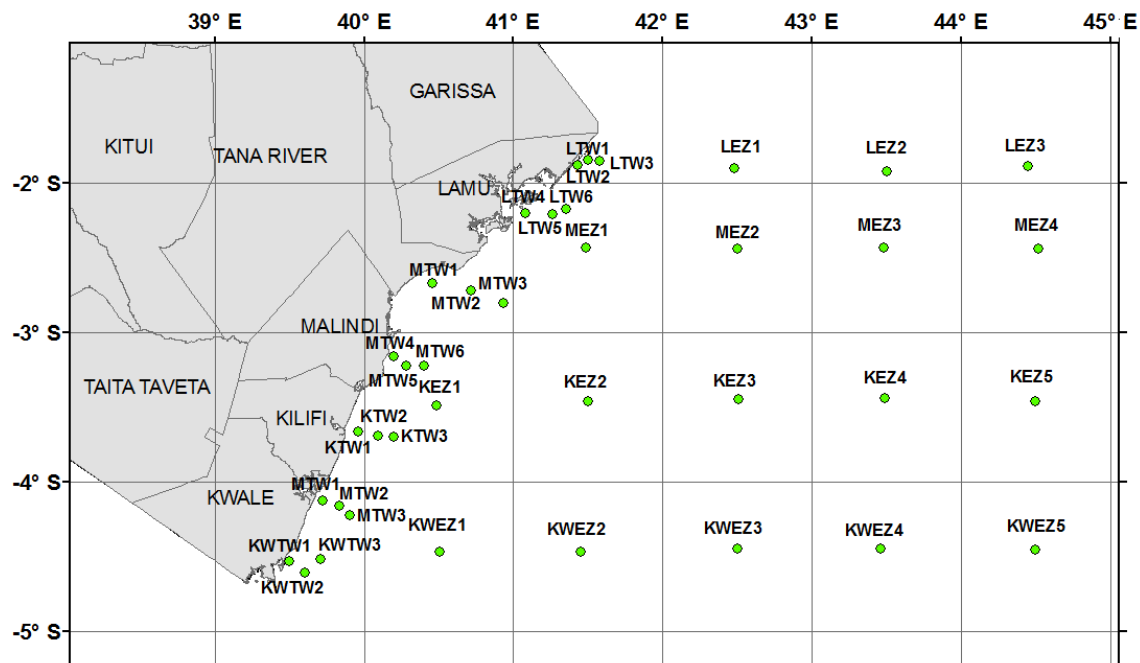 39° E 40° E 41° E 42° E 43° E 44° E 45° E
GARISSA
KITUI
TANA RIVER
LTW1
LTW3
LTW2
LEZ1
LEZ2
LEZ3
-2° S
LAMU
LTW4 LTW6
LTW5
MEZ1
MEZ2
MEZ3
MEZ4
MTW1
MTW3
MTW2
-3° S
MALINDI
MTW4
MTW6
MTW5
TAITA TAVETA
KEZ1
KEZ2
KEZ3
KEZ4
KEZ5
KILIFI
KTW2
KTW3
KTW1
-4° S
KWALE
MTW1
MTW2
MTW3
KWEZ1
KWEZ2
KWEZ3
KWEZ4
KWEZ5
KWTW1
KWTW3
KWTW2
-5° S